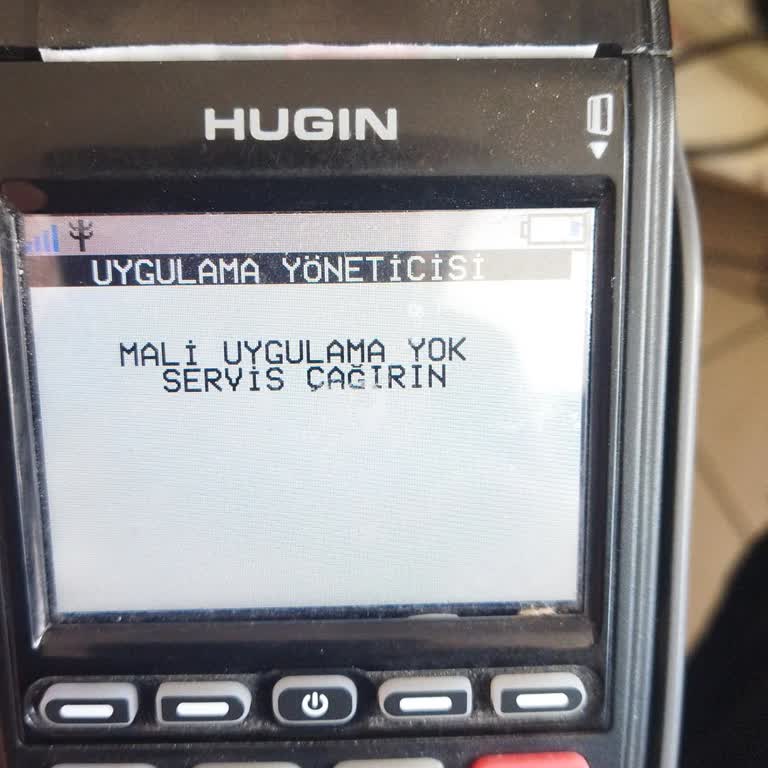 HUGIN
UYGULAMA YÖNETİCİSİ
MALİ UYGULAMA YOK
SERVİS ÇAĞIRIN